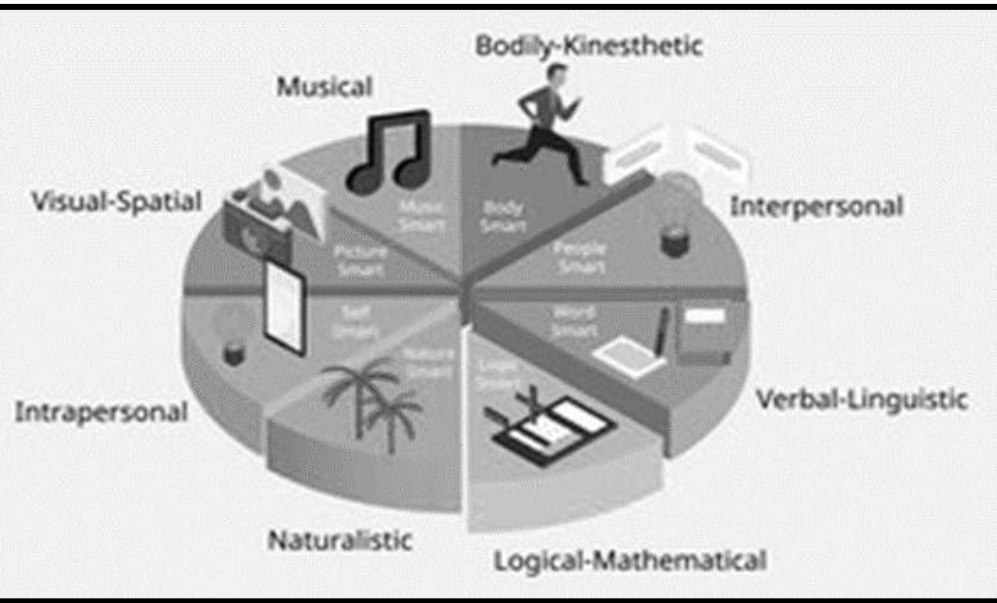 Bodily-Kinesthetic
Musical
Visual-Spatial
Interpersonal
Music
Smart
Body
Smart
People
Smart
Picture
Smart
Self
Smart
Word
Smart
Nature
Smart
Logic
Smart
Intrapersonal
Verbal-Linguistic
Naturalistic
Logical-Mathematical